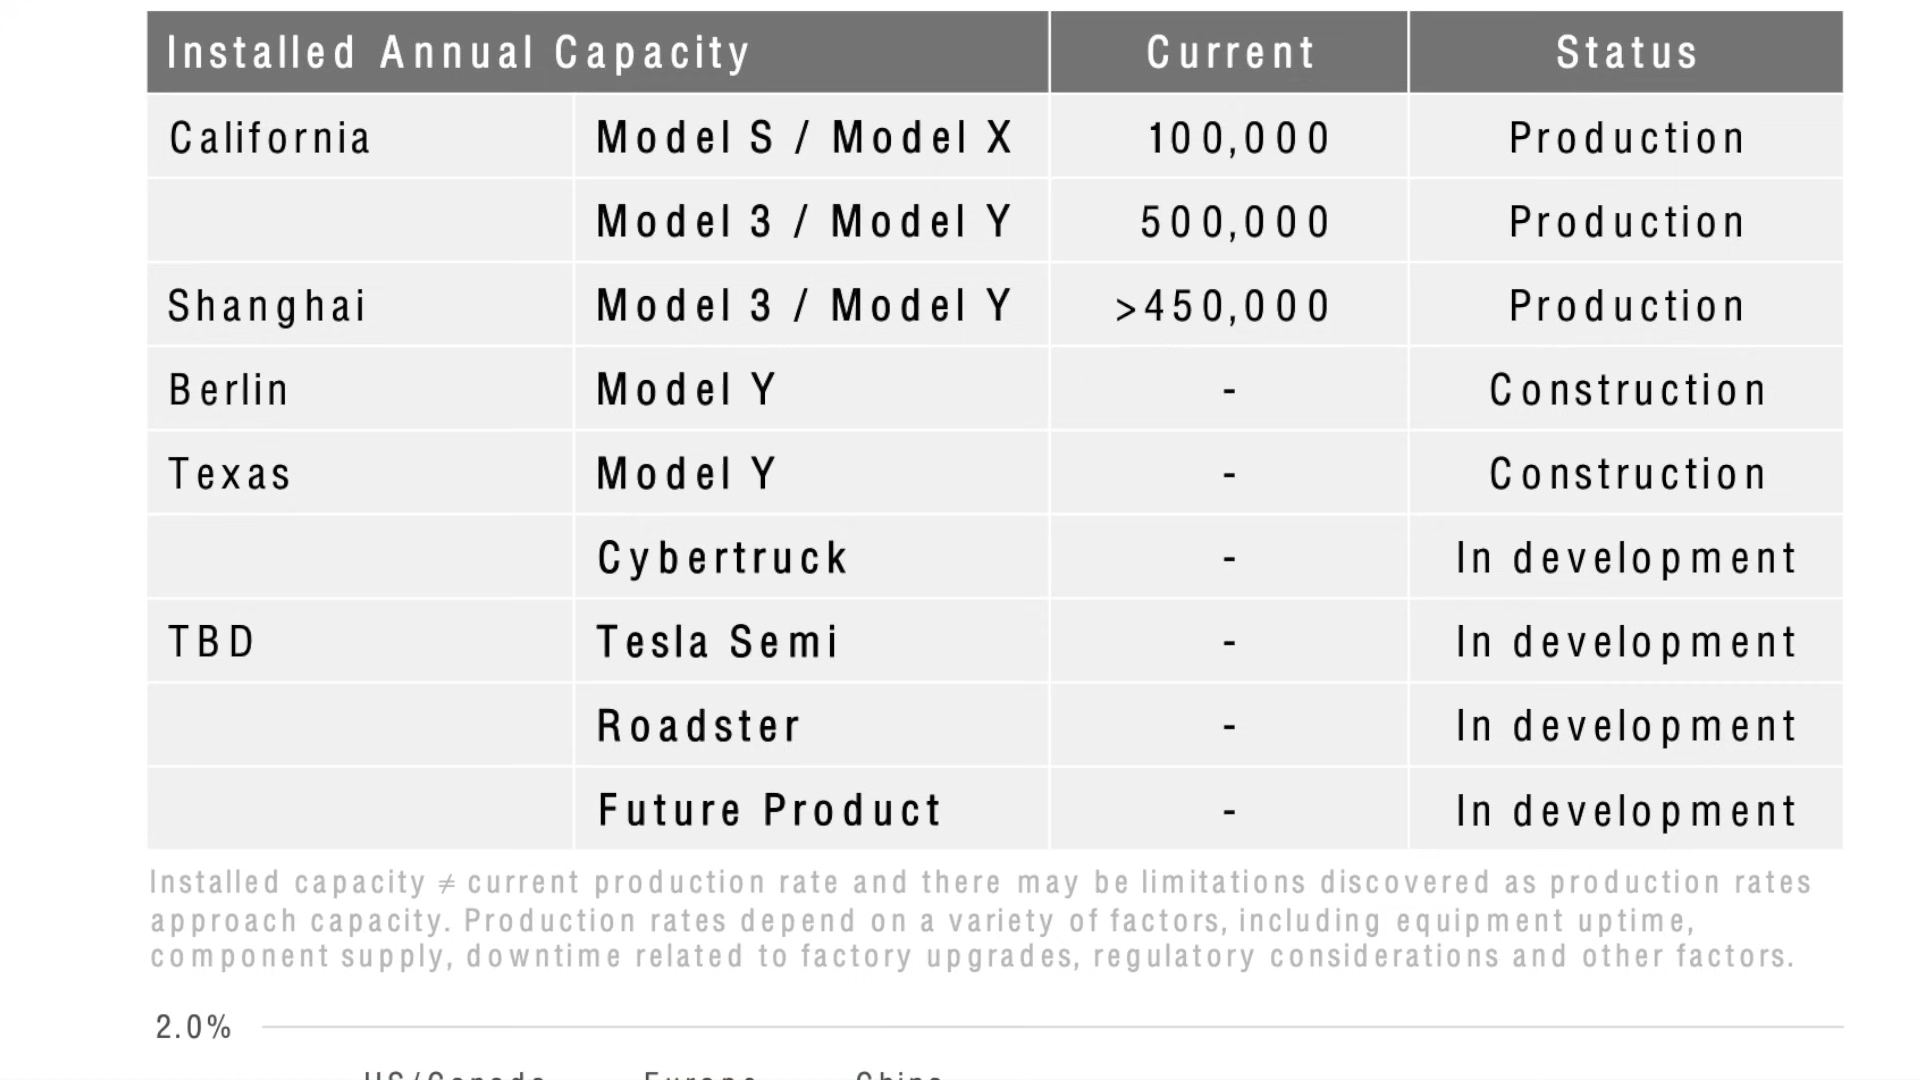 Installed Annual Capacity Current Status
California Model S / Model X 100,000 Production
Model 3 / Model Y 500,000 Production
Shanghai Model 3 / Model Y >450,000 Production
Berlin Model Y - Construction
Texas Model Y - Construction
Cybertruck - In development
TBD Tesla Semi - In development
Roadster - In development
Future Product - In development
Installed capacity ≠ current production rate and there may be limitations discovered as production rates
approach capacity. Production rates depend on a variety of factors, including equipment uptime,
component supply, downtime related to factory upgrades, regulatory considerations and other factors.
2.0%
US/Canada Europe China